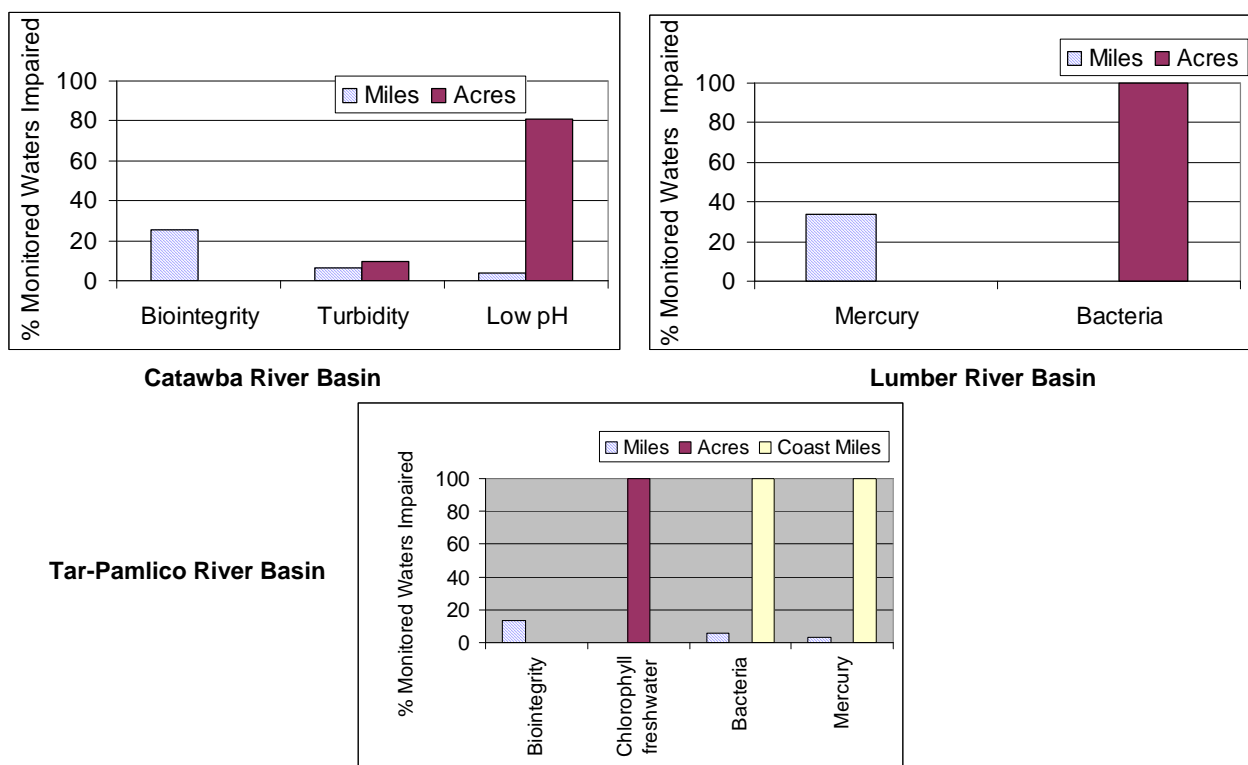 % Monitored Waters Impaired
100
80
60
40
20
0
Miles Acres
Biointegrity Turbidity Low pH
Catawba River Basin
% Monitored Waters Impaired
100
80
60
40
20
0
Miles Acres
Mercury Bacteria
Lumber River Basin
Tar-Pamlico River Basin
% Monitored Waters Impaired
Miles Acres Coast Miles
100
80
60
40
20
0
Biointegrity
Chlorophyll
freshwater
Bacteria
Mercury